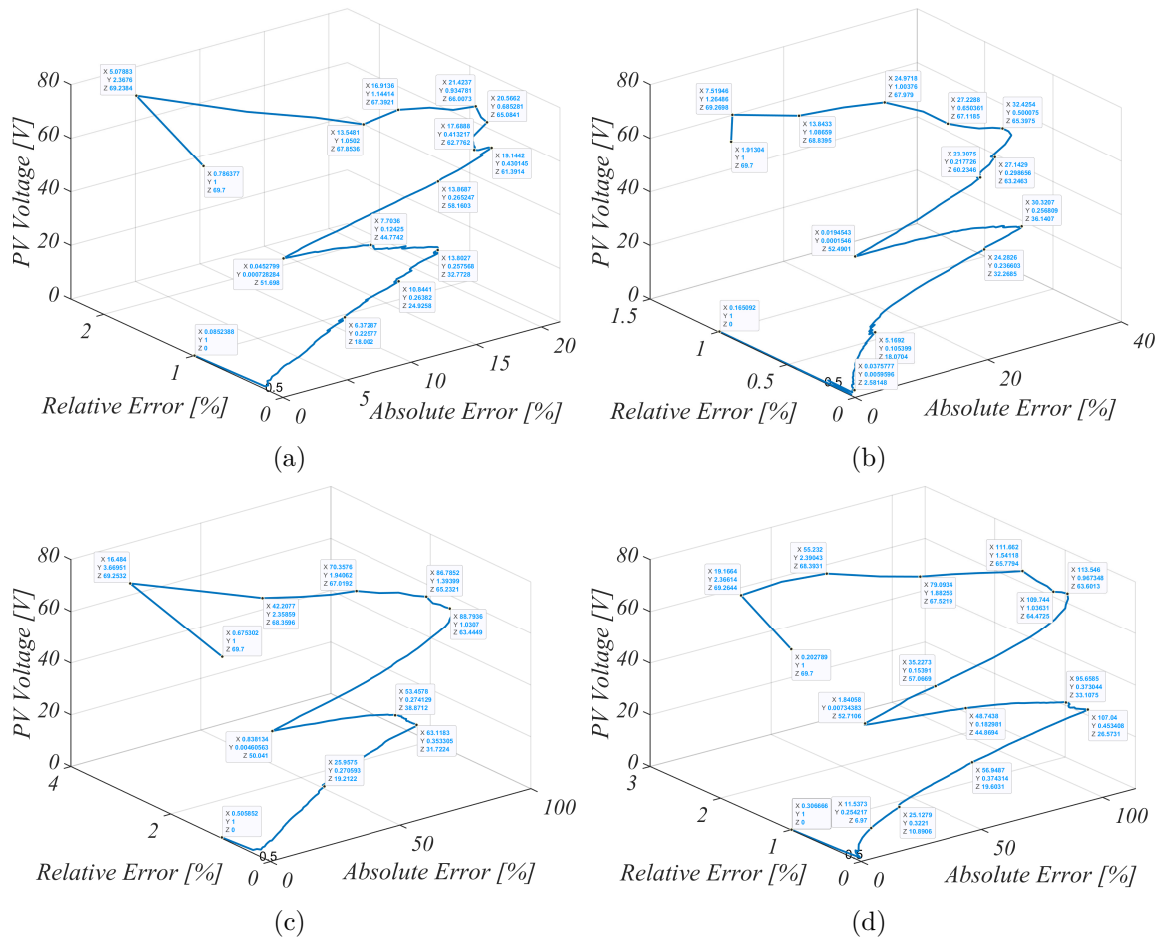 80
60
40
20
0
PV Voltage [V]
2
1
0
Relative Error [%]
0
5
10
15
20
Absolute Error [%]
0.5
X 5.07883
Y 2.3676
Z 69.2384
X 0.786377
Y 1
Z 69.7
X 13.5481
Y 1.0502
Z 67.8536
X 16.9136
Y 1.14414
Z 67.3921
X 21.4237
Y 0.934781
Z 66.0073
X 20.5662
Y 0.685281
Z 65.0841
X 17.6888
Y 0.413217
Z 62.7762
X 19.1442
Y 0.430145
Z 61.3914
X 13.8687
Y 0.265247
Z 58.1603
X 7.7036
Y 0.12425
Z 44.7742
X 0.0452799
Y 0.000728284
Z 51.698
X 13.8027
Y 0.257568
Z 32.7728
X 10.8441
Y 0.26382
Z 24.9258
X 6.37287
Y 0.22577
Z 18.002
X 0.0852388
Y 1
Z 0
(a)
80
60
40
20
0
PV Voltage [V]
1.5
1
0.5
0
Relative Error [%]
0
20
40
Absolute Error [%]
0.5
X 7.51946
Y 1.26486
Z 69.2698
X 1.91304
Y 1
Z 69.7
X 13.8433
Y 1.08659
Z 68.8395
X 24.9718
Y 1.00376
Z 67.979
X 27.2288
Y 0.650361
Z 67.1185
X 32.4254
Y 0.500075
Z 65.3975
Y 0.217726
Z 60.2346
X 27.1429
Y 0.298656
Z 63.2463
X 30.3207
Y 0.256809
Z 36.1407
X 0.0194543
Y 0.0001546
Z 52.4901
X 24.2826
Y 0.236603
Z 32.2685
X 0.165092
Y 1
Z 0
X 5.1692
Y 0.105399
Z 18.0704
X 0.0375777
Y 0.0059596
Z 2.58148
(b)
80
60
40
20
0
PV Voltage [V]
4
2
0
Relative Error [%]
0
50
100
Absolute Error [%]
0.5
X 16.484
Y 3.66951
Z 69.2532
X 42.2077
Y 2.35859
Z 68.3596
X 0.675302
Y 1
Z 69.7
X 70.3576
Y 1.94062
Z 67.0192
X 86.7852
Y 1.39399
Z 65.2321
X 88.7936
Y 1.0307
Z 63.4449
X 53.4578
Y 0.274129
Z 38.8712
X 0.838134
Y 0.00460563
Z 50.041
X 63.1183
Y 0.353305
Z 31.7224
X 25.9575
Y 0.270593
Z 19.2122
X 0.505852
Y 1
Z 0
(c)
80
60
40
20
0
PV Voltage [V]
3
2
1
0
Relative Error [%]
0
50
100
Absolute Error [%]
0.5
X 19.1664
Y 2.36614
Z 69.2644
X 55.232
Y 2.39043
Z 68.3931
X 0.202789
Y 1
Z 69.7
Y 1.88255
X 111.662
Y 1.54118
Z 65.7794
X 113.546
Y 0.967348
Z 63.6013
X 109.744
Y 1.03631
Z 64.4725
X 35.2273
Y 0.15391
Z 57.0669
X 1.84058
Y 0.00734383
Z 52.7106
X 48.7438
Y 0.182981
Z 44.8694
X 95.6585
Y 0.373044
Z 33.1075
X 107.04
Y 0.453408
Z 26.5731
X 56.9487
Y 0.374314
Z 19.6031
X 0.306666
Y 1
Z 0
X 11.5373
Y 0.254217
Z 6.97
X 25.1279
Y 0.3221
Z 10.8906
(d)